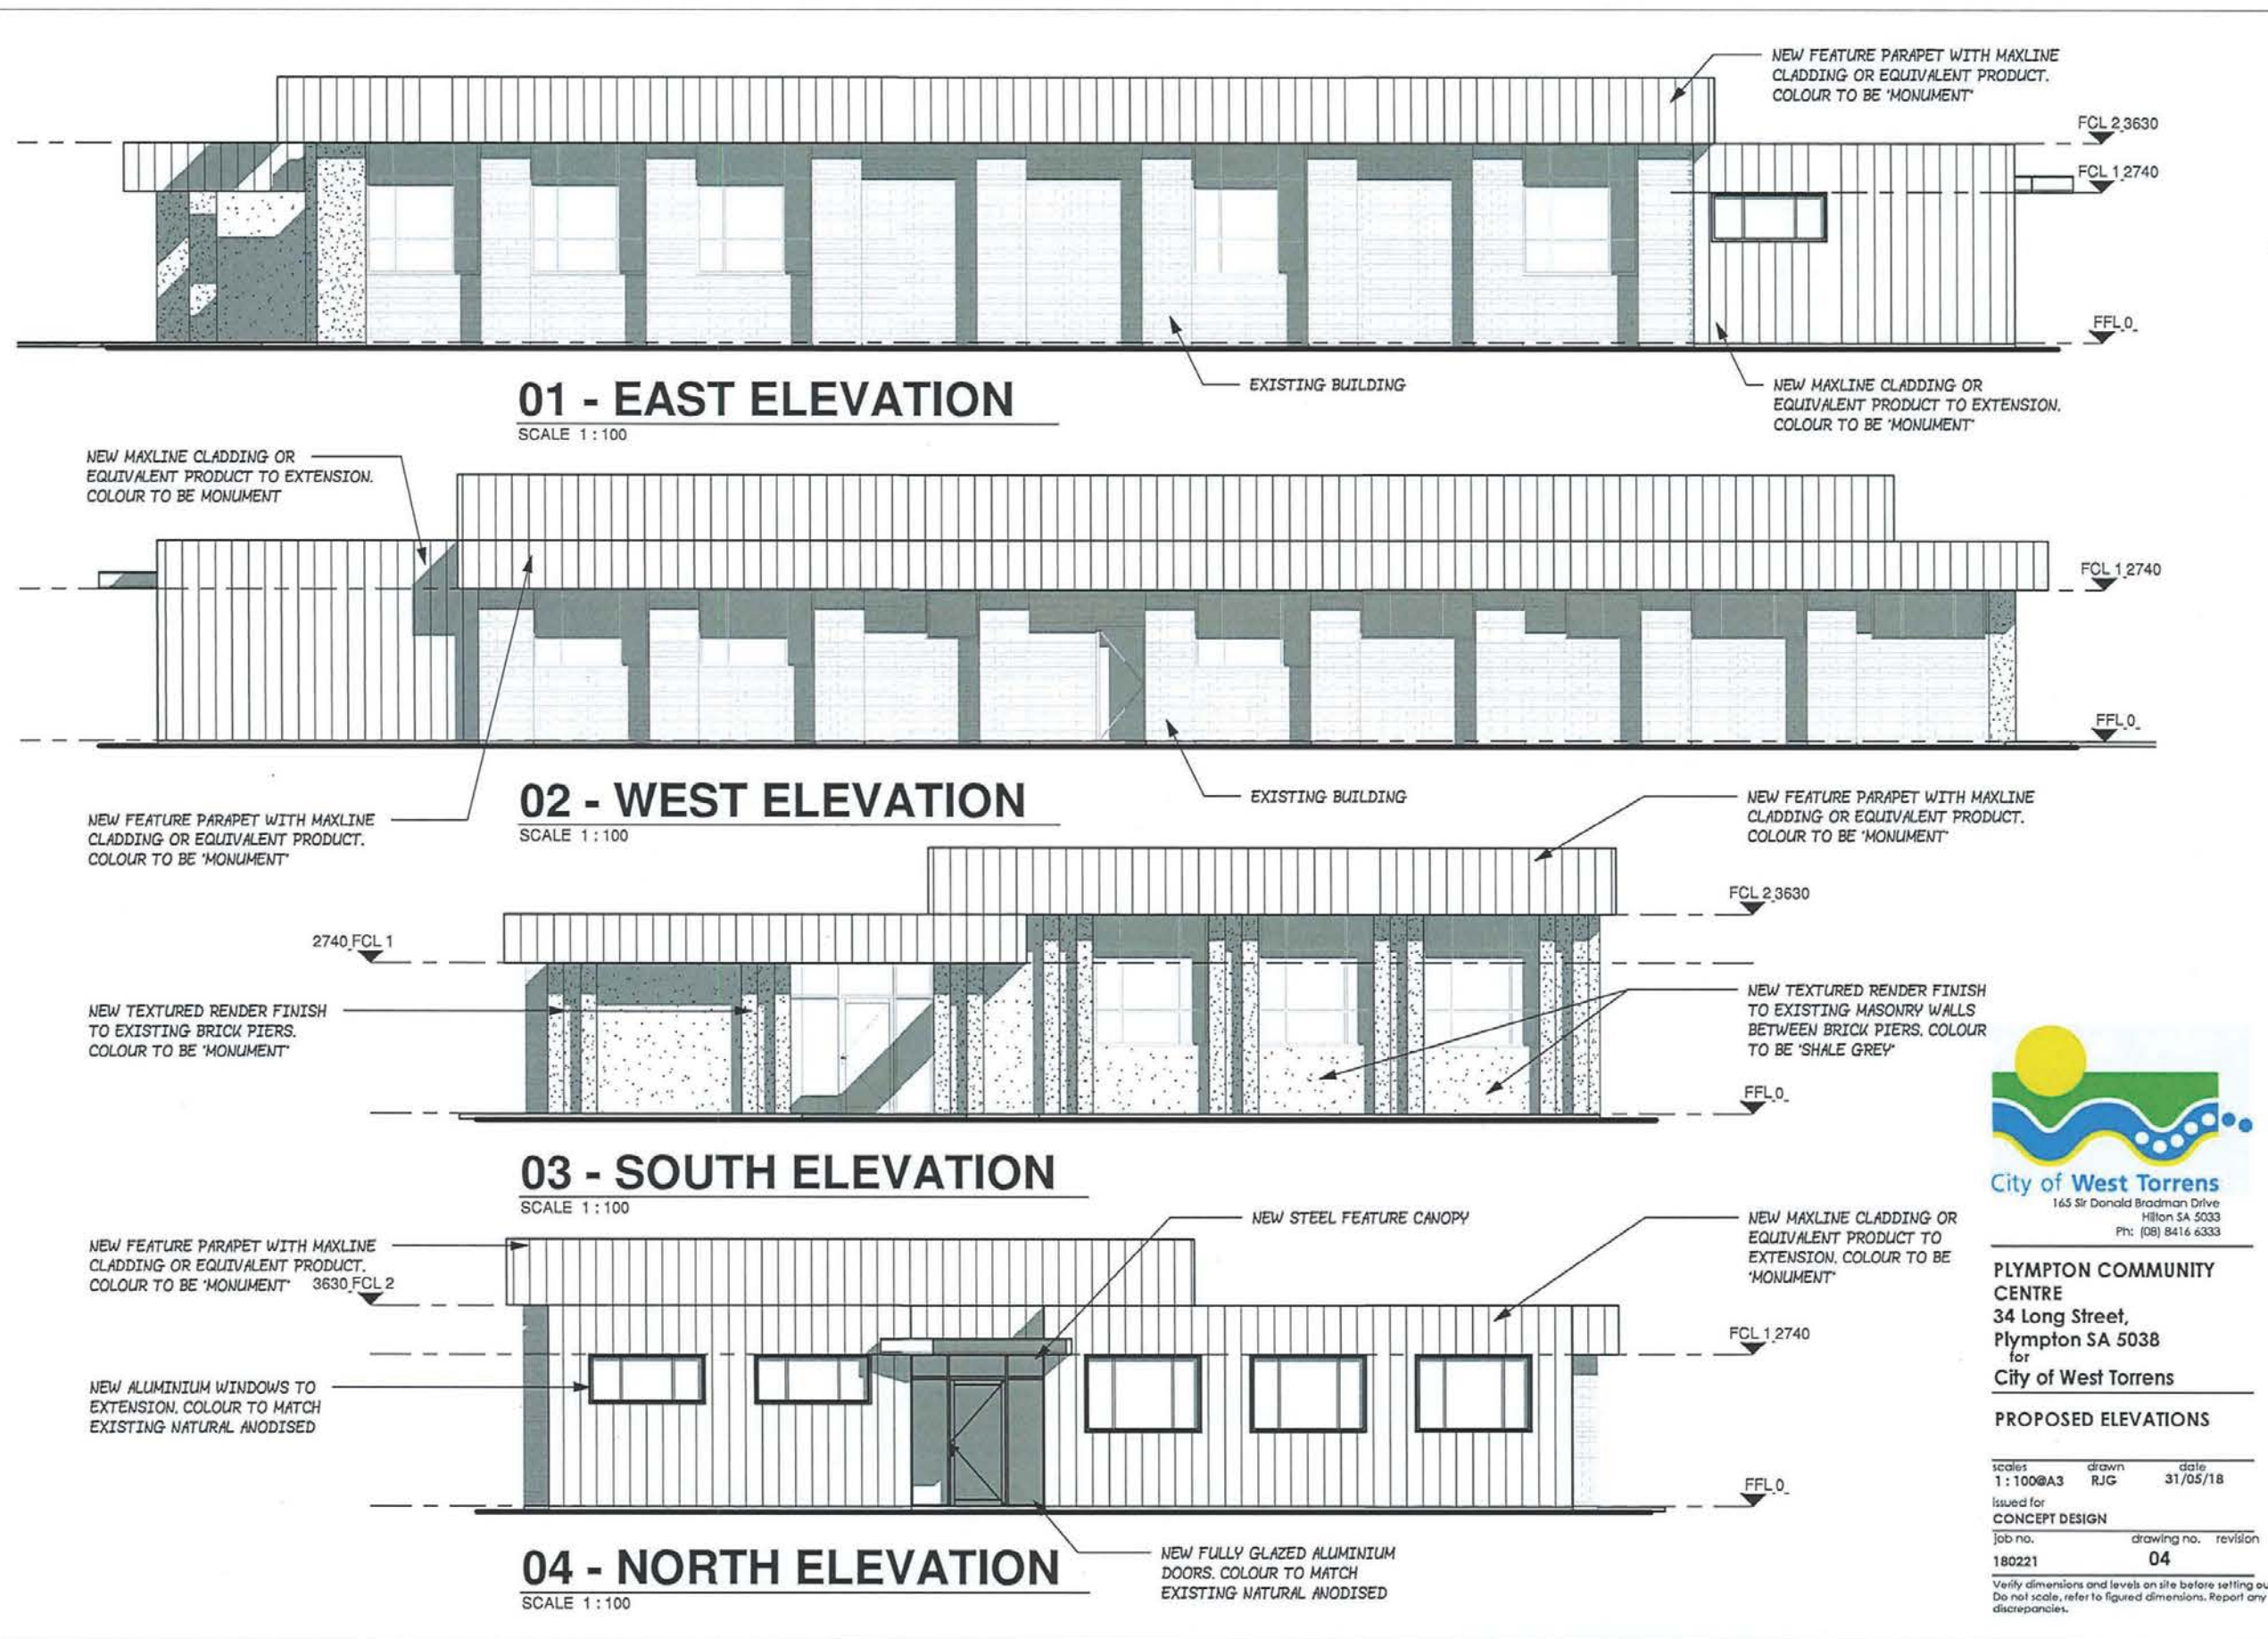 NEW FEATURE PARAPET WITH MAXLINE
CLADDING OR EQUIVALENT PRODUCT.
COLOUR TO BE 'MONUMENT'
FCL 2 3630
FCL 1 2740
FFL 0
01 - EAST ELEVATION
SCALE 1 : 100
EXISTING BUILDING
NEW MAXLINE CLADDING OR
EQUIVALENT PRODUCT TO EXTENSION.
COLOUR TO BE 'MONUMENT'
NEW MAXLINE CLADDING OR
EQUIVALENT PRODUCT TO EXTENSION.
COLOUR TO BE MONUMENT
FCL 1 2740
FFL 0
NEW FEATURE PARAPET WITH MAXLINE
CLADDING OR EQUIVALENT PRODUCT.
COLOUR TO BE 'MONUMENT'
02 - WEST ELEVATION
SCALE 1 : 100
EXISTING BUILDING
NEW FEATURE PARAPET WITH MAXLINE
CLADDING OR EQUIVALENT PRODUCT.
COLOUR TO BE 'MONUMENT'
FCL 2 3630
2740 FCL 1
NEW TEXTURED RENDER FINISH
TO EXISTING BRICK PIERS.
COLOUR TO BE 'MONUMENT'
NEW TEXTURED RENDER FINISH
TO EXISTING MASONRY WALLS
BETWEEN BRICK PIERS. COLOUR
TO BE 'SHALE GREY'
FFL 0
03 - SOUTH ELEVATION
SCALE 1 : 100
NEW FEATURE PARAPET WITH MAXLINE
CLADDING OR EQUIVALENT PRODUCT.
COLOUR TO BE 'MONUMENT'
3630 FCL 2
NEW STEEL FEATURE CANOPY
NEW MAXLINE CLADDING OR
EQUIVALENT PRODUCT TO
EXTENSION. COLOUR TO BE
'MONUMENT'
FCL 1 2740
NEW ALUMINIUM WINDOWS TO
EXTENSION. COLOUR TO MATCH
EXISTING NATURAL ANODISED
FFL 0
04 - NORTH ELEVATION
SCALE 1 : 100
NEW FULLY GLAZED ALUMINIUM
DOORS. COLOUR TO MATCH
EXISTING NATURAL ANODISED
City of West Torrens
165 Sir Donald Bradman Drive
Hilton SA 5033
Ph: (08) 8416 6333
PLYMPTON COMMUNITY
CENTRE
34 Long Street,
Plympton SA 5038
for
City of West Torrens
PROPOSED ELEVATIONS
scales drawn date
1 : 100@A3 RJG 31/05/18
issued for
CONCEPT DESIGN
job no. drawing no. revision
180221 04
Verify dimensions and levels on site before setting ou
Do not scale, refer to figured dimensions. Report any
discrepancies.